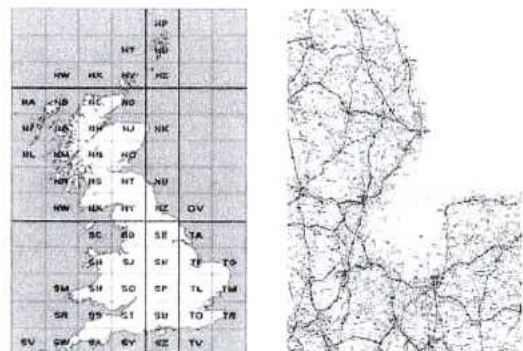 HP
HT HU
HW HX HY HZ
NA NB NC ND
NF NG NH NJ NK
NL NM NN NO
NR NS NT NU
NW NX NY NZ OV
SC SD SE TA
SH SJ SK TF TG
SM SN SO SP TL TM
SR SS ST SU TQ TR
SV SW SX SY SZ TV